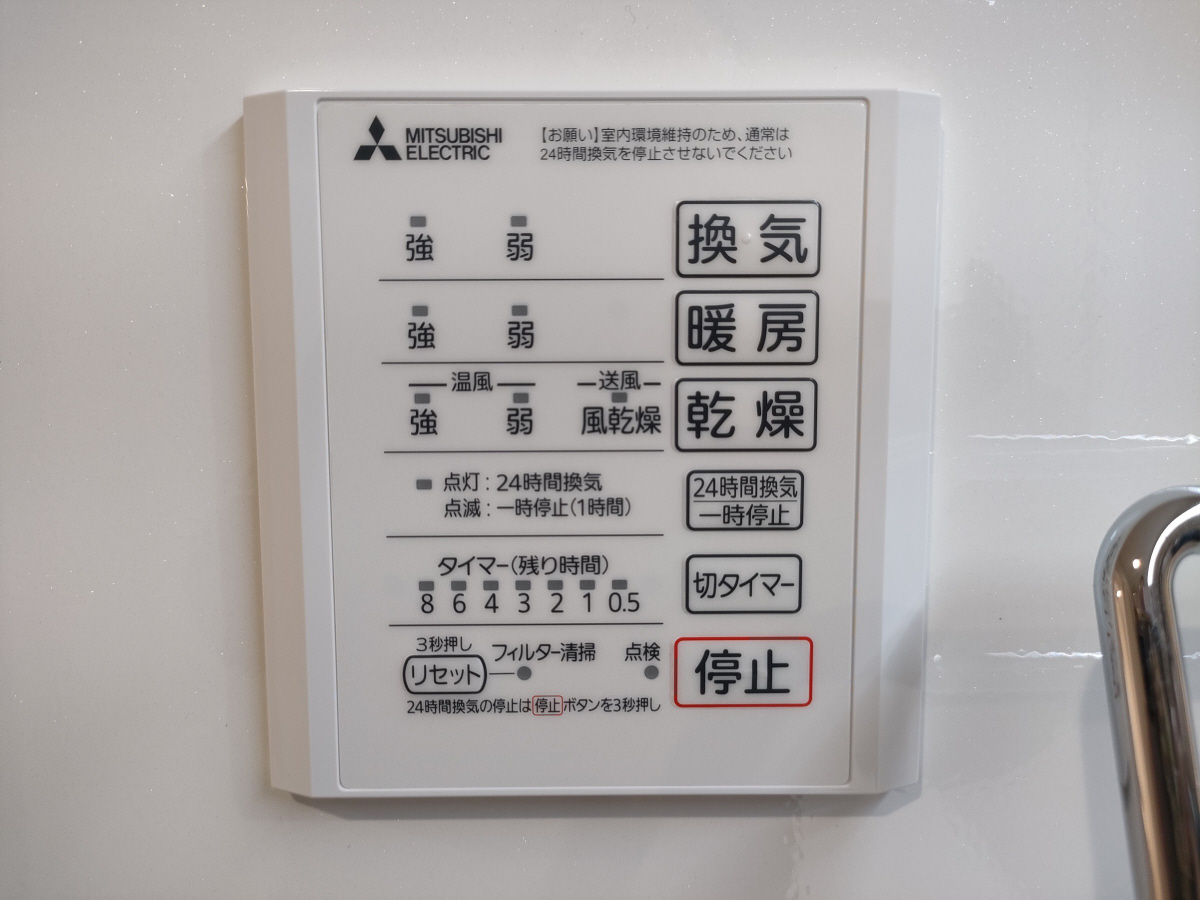 MITSUBISHI
ELECTRIC
【お願い】室内環境維持のため、通常は
24時間換気を停止させないでください
強 弱 換気
強 弱 暖房
温風 送風
強 弱 風乾燥 乾燥
点灯：24時間換気
点滅：一時停止(1時間)
24時間換気
一時停止
タイマー(残り時間)
8 6 4 3 2 1 0.5
切タイマー
3秒押し
リセット フィルター清掃 点検
停止
24時間換気の停止は停止ボタンを3秒押し